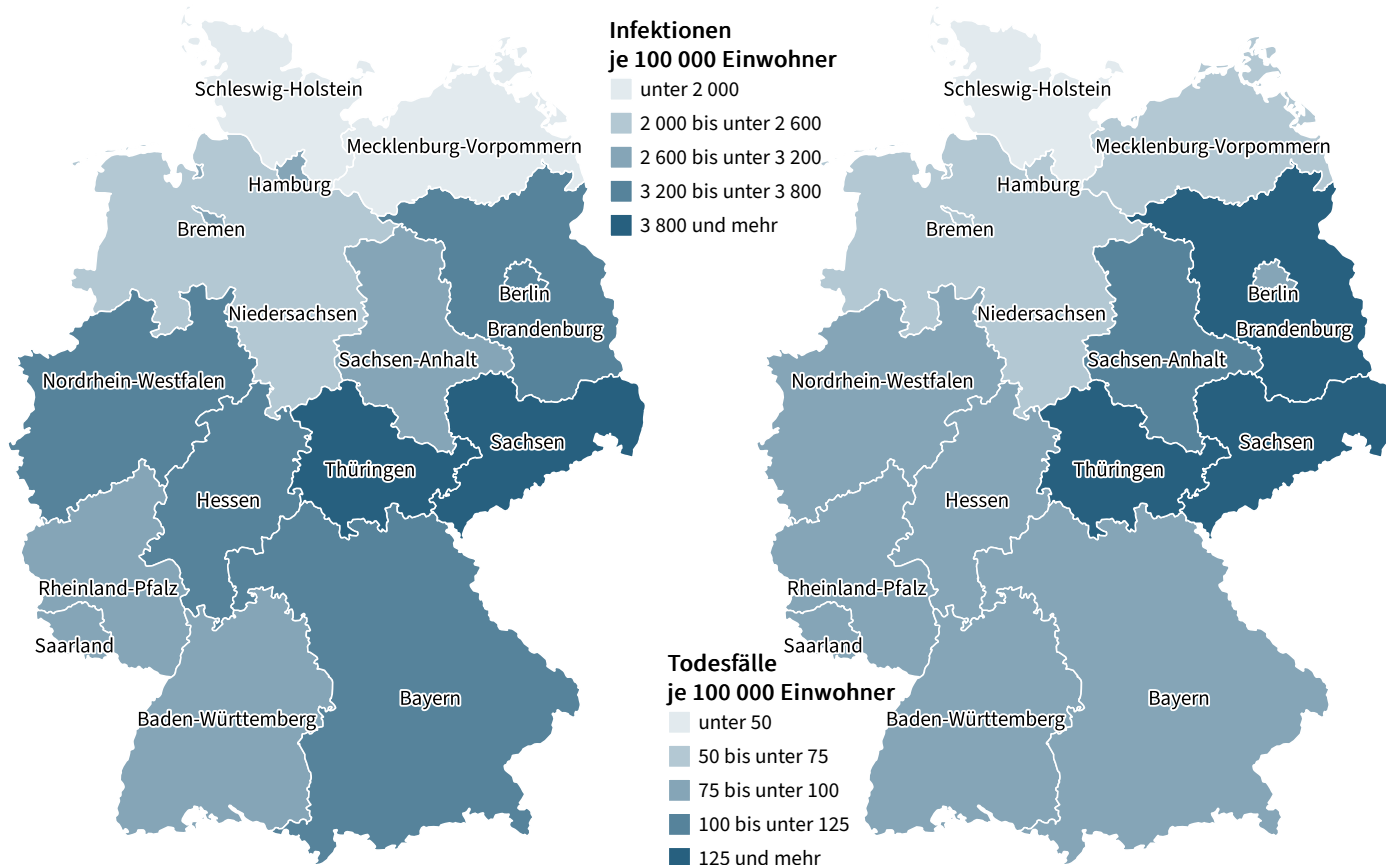 Infektionen
je 100 000 Einwohner
unter 2 000
2 000 bis unter 2 600
2 600 bis unter 3 200
3 200 bis unter 3 800
3 800 und mehr
Schleswig-Holstein
Mecklenburg-Vorpommern
Hamburg
Bremen
Berlin
Niedersachsen
Brandenburg
Sachsen-Anhalt
Nordrhein-Westfalen
Sachsen
Thüringen
Hessen
Rheinland-Pfalz
Saarland
Bayern
Baden-Württemberg
Todesfälle
je 100 000 Einwohner
unter 50
50 bis unter 75
75 bis unter 100
100 bis unter 125
125 und mehr
Schleswig-Holstein
Mecklenburg-Vorpommern
Hamburg
Bremen
Berlin
Niedersachsen
Brandenburg
Sachsen-Anhalt
Nordrhein-Westfalen
Sachsen
Thüringen
Hessen
Rheinland-Pfalz
Saarland
Bayern
Baden-Württemberg